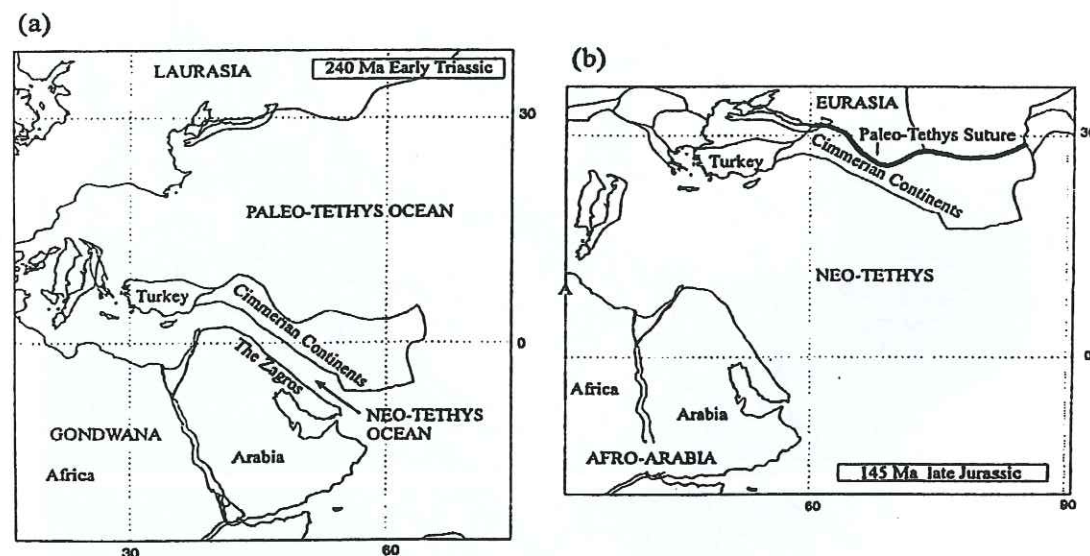 (a)
LAURASIA
240 Ma Early Triassic
30
PALEO-TETHYS OCEAN
Turkey
Cimmerian Continents
0
The Zagros
NEO-TETHYS
OCEAN
GONDWANA
Africa
Arabia
30
60
(b)
EURASIA
Paleo-Tethys Suture
Turkey
Cimmerian Continents
NEO-TETHYS
A
0
Africa
Arabia
AFRO-ARABIA
145 Ma late Jurassic
60
90